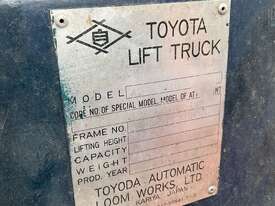 自
TOYOTA
LIFT TRUCK
MODEL
CODE NO. OF SPECIAL MODEL, MODEL OF AT
FRAME NO.
LIFTING HEIGHT
CAPACITY
WEIGHT
PROD. YEAR
TOYODA AUTOMATIC
LOOM WORKS, LTD.
KARIYA, JAPAN